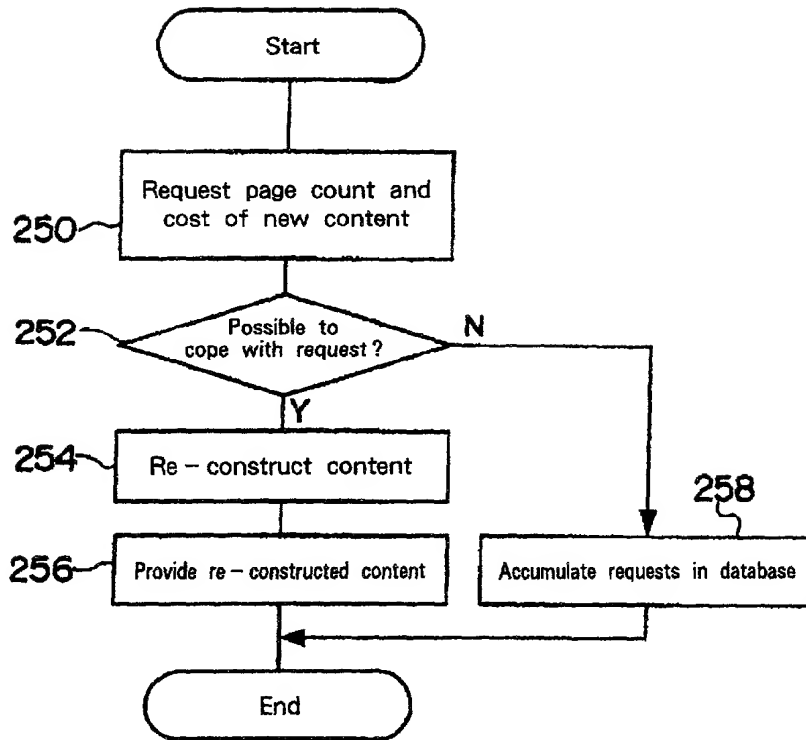 Start
Request page count and
cost of new content
250
Possible to
cope with request?
252
N
Y
Re-construct content
254
258
Provide re-constructed content
256
Accumulate requests in database
End